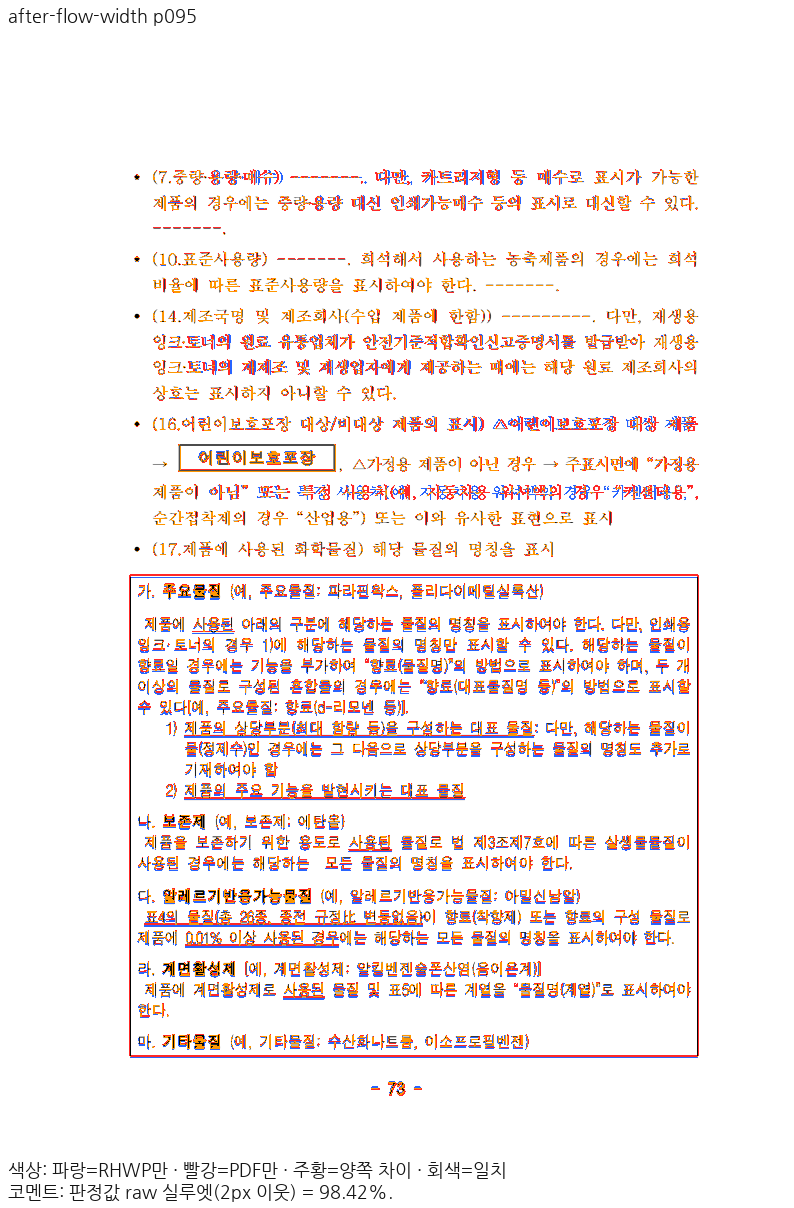 after-flow-width p095
• (7.중량·용량·매수)) -------.. 다만, 카트리지형 등 매수로 표시가 가능한
제품의 경우에는 중량·용량 대신 인쇄가능매수 등의 표시로 대신할 수 있다.
-------.
• (10.표준사용량) -------. 희석해서 사용하는 농축제품의 경우에는 희석
비율에 따른 표준사용량을 표시하여야 한다. -------.
• (14.제조국명 및 제조회사(수입 제품에 한함)) ---------. 다만, 재생용
잉크·토너의 원료 유통업체가 안전기준적합확인신고증명서를 발급받아 재생용
잉크·토너의 재제조 및 재생업자에게 제공하는 때에는 해당 원료 제조회사의
상호는 표시하지 아니할 수 있다.
• (16.어린이보호포장 대상/비대상 제품의 표시) △어린이보호포장 대상 제품
→ 어린이보호포장 , △가정용 제품이 아닌 경우 → 주표시면에 “가정용
제품이 아님” 또는 특정 사용처(예, 자동차용 경우
순간접착제의 경우 “산업용”) 또는 이와 유사한 표현으로 표시
• (17.제품에 사용된 화학물질) 해당 물질의 명칭을 표시
가. 주요물질 (예, 주요물질: 파라핀왁스, 폴리다이메틸실록산)
제품에 사용된 아래의 구분에 해당하는 물질의 명칭을 표시하여야 한다. 다만, 인쇄용
잉크·토너의 경우 1)에 해당하는 물질의 명칭만 표시할 수 있다. 해당하는 물질이
향료일 경우에는 기능을 부가하여 “향료(물질명)”의 방법으로 표시하여야 하며, 두 개
이상의 물질로 구성된 혼합물의 경우에는 “향료(대표물질명 등)”의 방법으로 표시할
수 있다[예, 주요물질: 향료(d-리모넨 등)].
1) 제품의 상당부분(최대 함량 등)을 구성하는 대표 물질: 다만, 해당하는 물질이
물(정제수)인 경우에는 그 다음으로 상당부분을 구성하는 물질의 명칭도 추가로
기재하여야 함
2) 제품의 주요 기능을 발현시키는 대표 물질
나. 보존제 (예, 보존제: 에탄올)
제품을 보존하기 위한 용도로 사용된 물질로 법 제3조제7호에 따른 살생물물질이
사용된 경우에는 해당하는 모든 물질의 명칭을 표시하여야 한다.
다. 알레르기반응가능물질 (예, 알레르기반응가능물질: 아밀신남알)
표4의 물질(총 26종, 종전 규정比 변동없음)이 향료(착향제) 또는 향료의 구성 물질로
제품에 0.01% 이상 사용된 경우에는 해당하는 모든 물질의 명칭을 표시하여야 한다.
라. 계면활성제 [예, 계면활성제: 알킬벤젠술폰산염(음이온계)]
제품에 계면활성제로 사용된 물질 및 표5에 따른 계열을 “물질명(계열)”로 표시하여야
한다.
마. 기타물질 (예, 기타물질: 수산화나트륨, 이소프로필벤젠)
- 73 -
색상: 파랑=RHWP만 · 빨강=PDF만 · 주황=양쪽 차이 · 회색=일치
코멘트: 판정값 raw 실루엣(2px 이웃) = 98.42%.